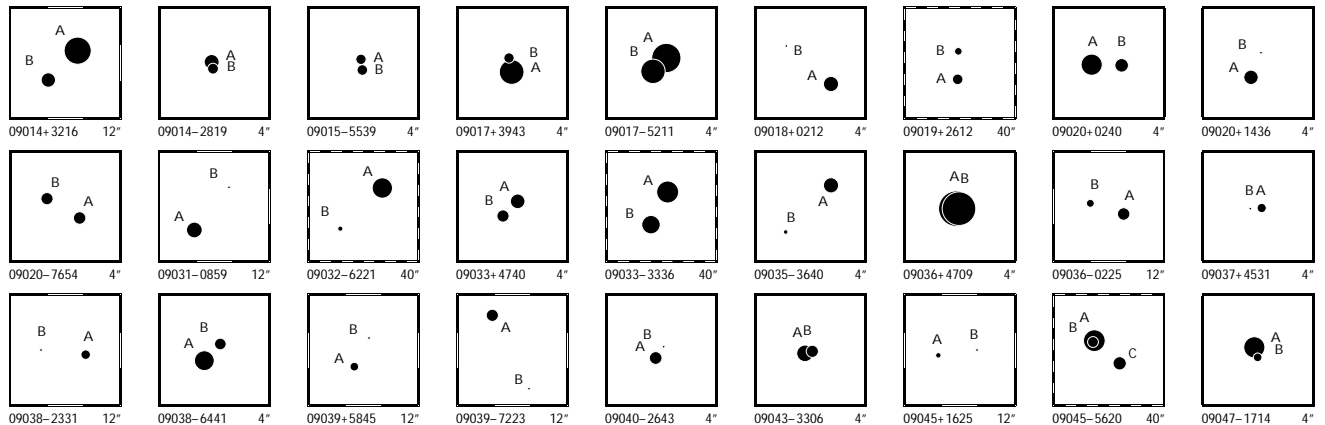 A
B
09014+3216 12"
A
B
09014−2819 4"
A
B
09015−5539 4"
B
A
09017+3943 4"
A
B
09017−5211 4"
B
A
09018+0212 4"
B
A
09019+2612 40"
A B
09020+0240 4"
B
A
09020+1436 4"
B
A
09020−7654 4"
B
A
09031−0859 12"
A
B
09032−6221 40"
A
B
09033+4740 4"
A
B
09033−3336 40"
A
B
09035−3640 4"
AB
09036+4709 4"
B
A
09036−0225 12"
B A
09037+4531 4"
B
A
09038−2331 12"
B
A
09038−6441 4"
B
A
09039+5845 12"
A
B
09039−7223 12"
B
A
09040−2643 4"
AB
09043−3306 4"
A B
09045+1625 12"
A
B
C
09045−5620 40"
A
B
09047−1714 4"